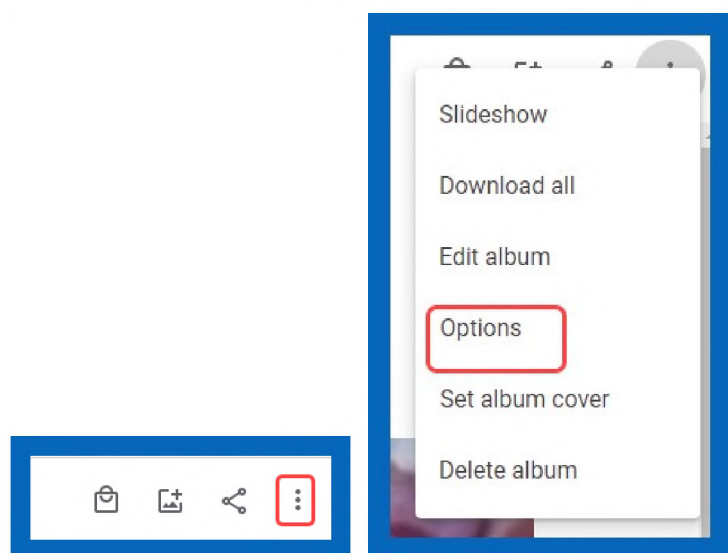 Slideshow
Download all
Edit album
Options
Set album cover
Delete album